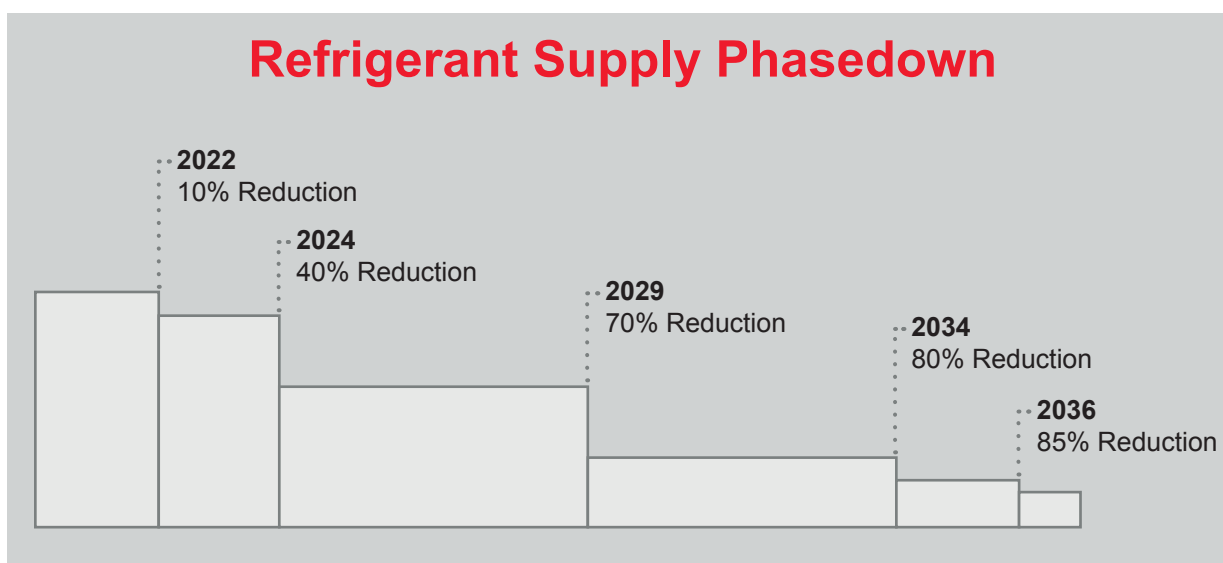 Refrigerant Supply Phasedown
2022
10% Reduction
2024
40% Reduction
2029
70% Reduction
2034
80% Reduction
2036
85% Reduction